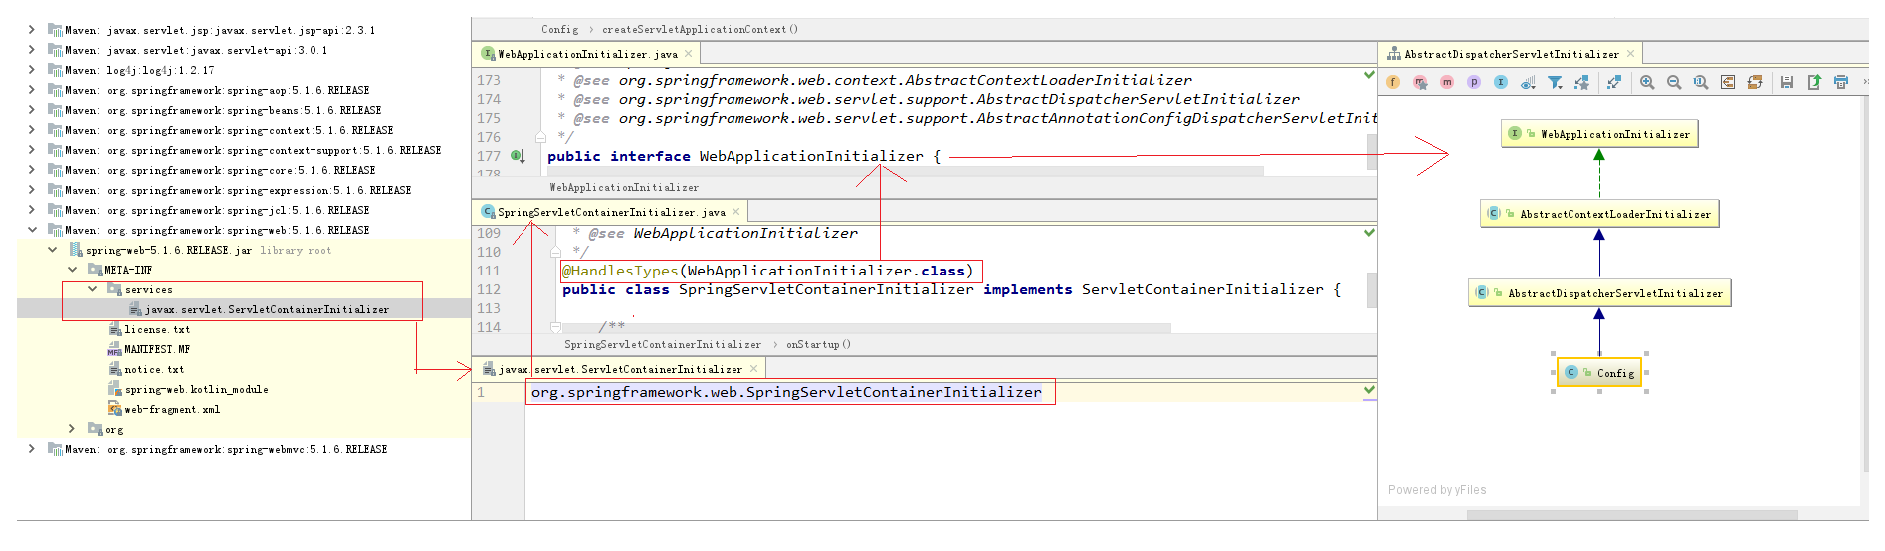 Maven: javax.servlet.jsp:javax.servlet.jsp-api:2.3.1
Maven: javax.servlet:javax.servlet-api:3.0.1
Maven: log4j:log4j:1.2.17
Maven: org.springframework:spring-aop:5.1.6.RELEASE
Maven: org.springframework:spring-beans:5.1.6.RELEASE
Maven: org.springframework:spring-context:5.1.6.RELEASE
Maven: org.springframework:spring-context-support:5.1.6.RELEASE
Maven: org.springframework:spring-core:5.1.6.RELEASE
Maven: org.springframework:spring-expression:5.1.6.RELEASE
Maven: org.springframework:spring-jcl:5.1.6.RELEASE
Maven: org.springframework:spring-web:5.1.6.RELEASE
spring-web-5.1.6.RELEASE.jar library root
META-INF
services
javax.servlet.ServletContainerInitializer
license.txt
MANIFEST.MF
notice.txt
spring-web.kotlin_module
web-fragment.xml
org
Maven: org.springframework:spring-webmvc:5.1.6.RELEASE
Config > createServletApplicationContext()
WebApplicationInitializer.java
173 * @see org.springframework.web.context.AbstractContextLoaderInitializer
174 * @see org.springframework.web.servlet.support.AbstractDispatcherServletInitializer
175 * @see org.springframework.web.servlet.support.AbstractAnnotationConfigDispatcherServletInit
176 */
177 public interface WebApplicationInitializer {
178
WebApplicationInitializer
SpringServletContainerInitializer.java
109 * @see WebApplicationInitializer
110 */
111 @HandlesTypes(WebApplicationInitializer.class)
112 public class SpringServletContainerInitializer implements ServletContainerInitializer {
113
114 /**
SpringServletContainerInitializer > onStartup()
javax.servlet.ServletContainerInitializer
1 org.springframework.web.SpringServletContainerInitializer
AbstractDispatcherServletInitializer
WebApplicationInitializer
AbstractContextLoaderInitializer
AbstractDispatcherServletInitializer
Config
Powered by yFiles